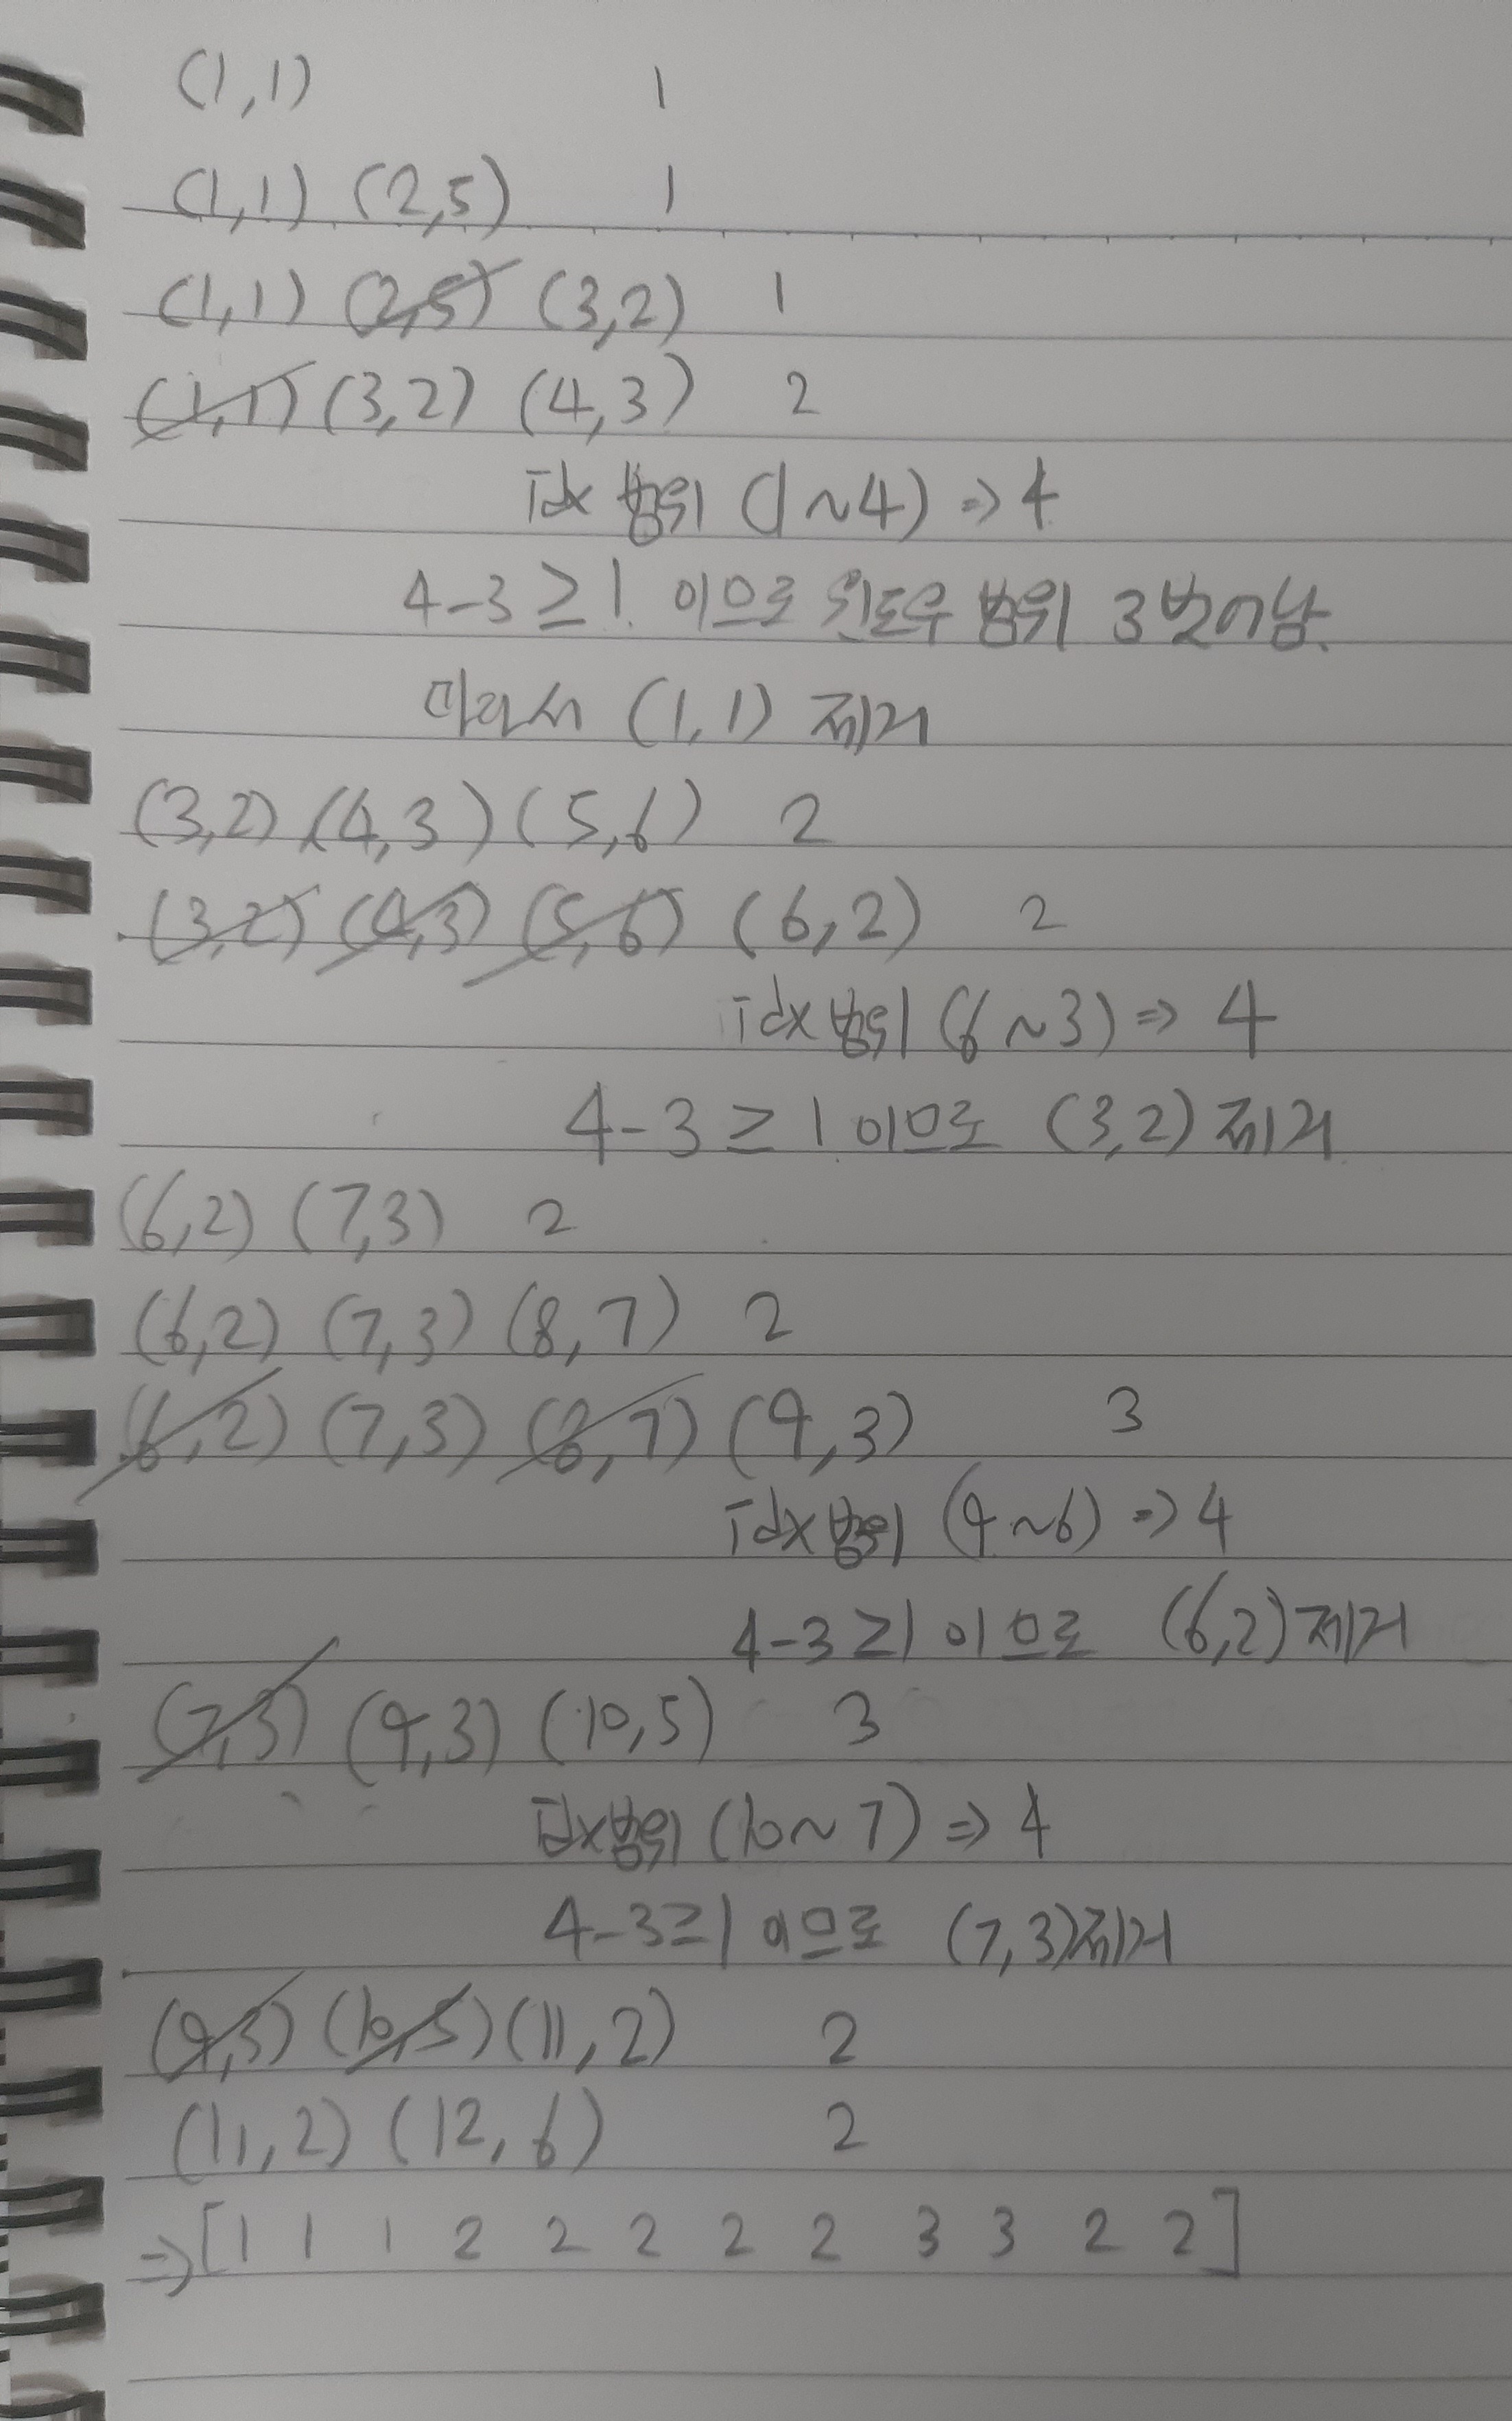 (1,1) 1
(1,1) (2,5) 1
(1,1) (2,5) (3,2) 1
(1,1) (3,2) (4,3) 2
idx 범위 (1~4) => 4
4-3 ≥ 1 이므로 윈도우 범위 3 벗어남.
따라서 (1,1) 제거
(3,2) (4,3) (5,6) 2
(3,2) (4,3) (5,6) (6,2) 2
idx 범위 (6~3) => 4
4-3 ≥ 1 이므로 (3,2) 제거
(6,2) (7,3) 2
(6,2) (7,3) (8,7) 2
(6,2) (7,3) (8,7) (9,3) 3
idx 범위 (9~6) => 4
4-3 ≥ 1 이므로 (6,2) 제거
(7,3) (9,3) (10,5) 3
idx 범위 (10~7) => 4
4-3 ≥ 1 이므로 (7,3) 제거
(9,3) (10,5) (11,2) 2
(11,2) (12,6) 2
=> [1 1 1 2 2 2 2 2 3 3 2 2]